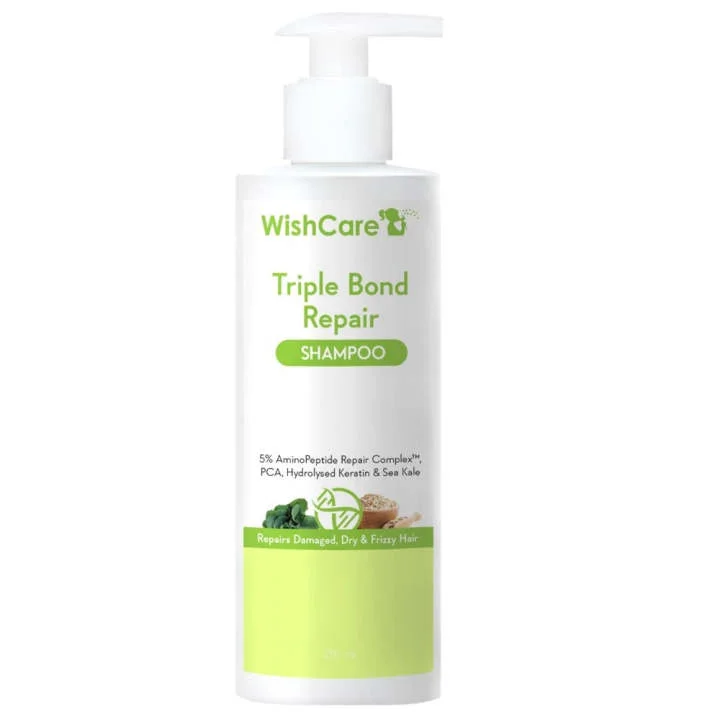 WishCare
Triple Bond
Repair
SHAMPOO
5% AminoPeptide Repair Complex™,
PCA, Hydrolysed Keratin & Sea Kale
Repairs Damaged, Dry & Frizzy Hair